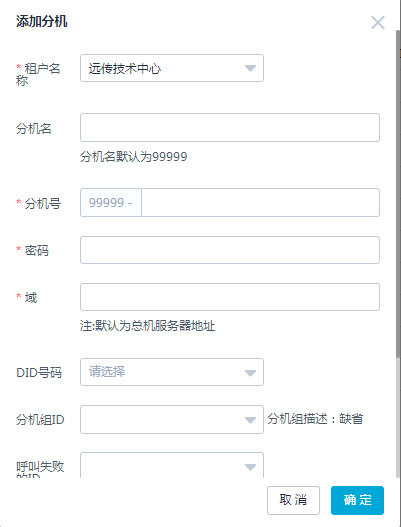 添加分机
* 租户名
称
远传技术中心
分机名
分机名默认为99999
* 分机号
99999 -
* 密码
* 域
注:默认为总机服务器地址
DID号码
请选择
分机组ID
分机组描述：缺省
呼叫失败
的ID
取 消
确 定